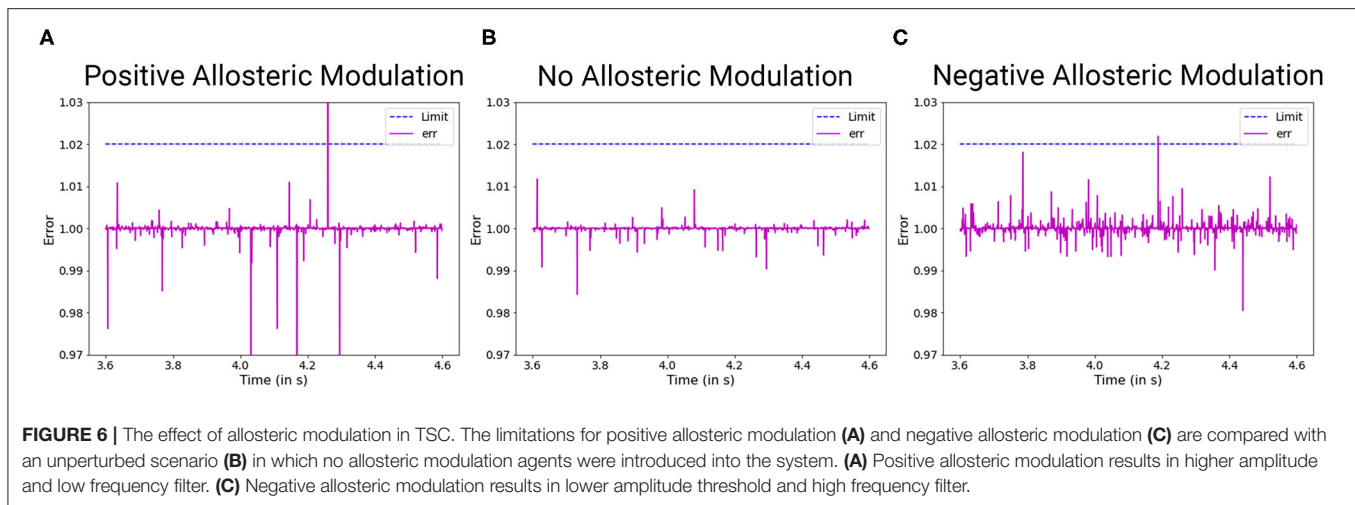 A
Positive Allosteric Modulation
1.03
1.02
1.01
1.00
0.99
0.98
0.97
Error
3.6
3.8
4.0
4.2
4.4
4.6
Time (in s)
Limit
err
B
No Allosteric Modulation
1.03
1.02
1.01
1.00
0.99
0.98
0.97
Error
3.6
3.8
4.0
4.2
4.4
4.6
Time (in s)
Limit
err
C
Negative Allosteric Modulation
1.03
1.02
1.01
1.00
0.99
0.98
0.97
Error
3.6
3.8
4.0
4.2
4.4
4.6
Time (in s)
Limit
err
FIGURE 6 | The effect of allosteric modulation in TSC. The limitations for positive allosteric modulation (A) and negative allosteric modulation (C) are compared with
an unperturbed scenario (B) in which no allosteric modulation agents were introduced into the system. (A) Positive allosteric modulation results in higher amplitude
and low frequency filter. (C) Negative allosteric modulation results in lower amplitude threshold and high frequency filter.